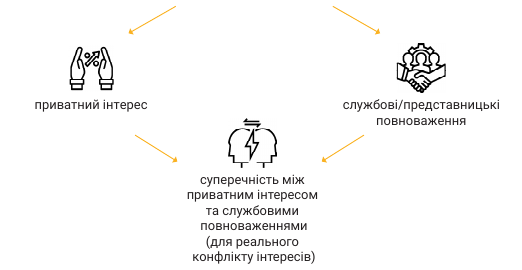 приватний інтерес
службові/представницькі
повноваження
суперечність між
приватним інтересом
та службовими
повноваженнями
(для реального
конфлікту інтересів)